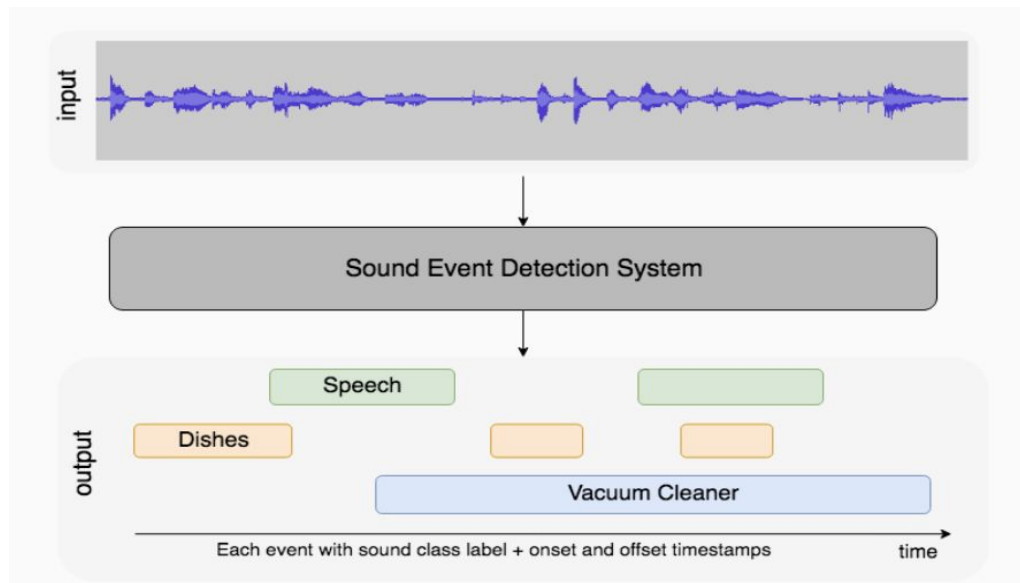 input
Sound Event Detection System
Speech
Dishes
output
Vacuum Cleaner
Each event with sound class label + onset and offset timestamps
time